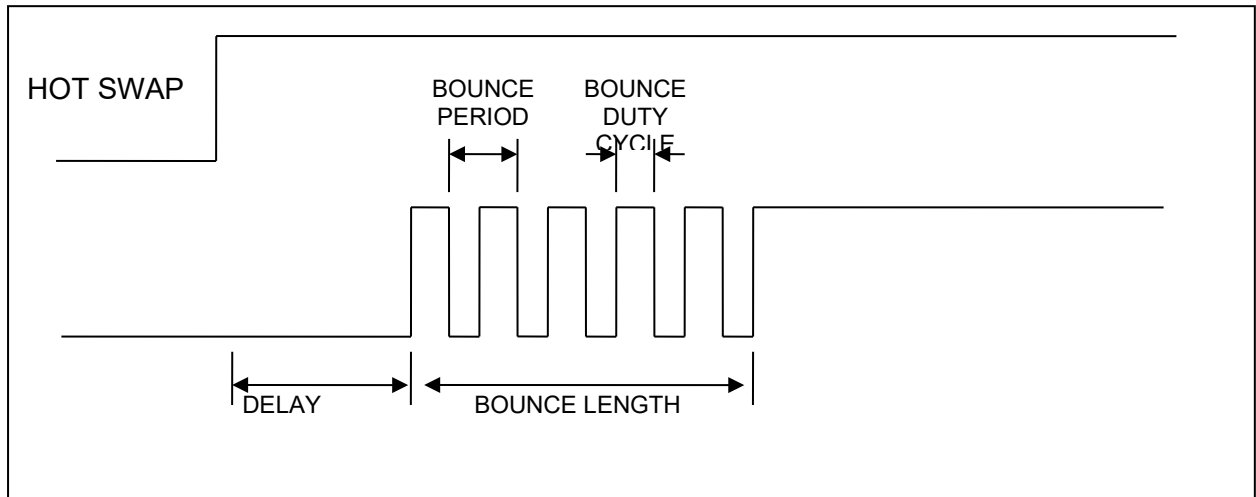 HOT SWAP
BOUNCE
PERIOD
BOUNCE
DUTY
CYCLE
DELAY
BOUNCE LENGTH